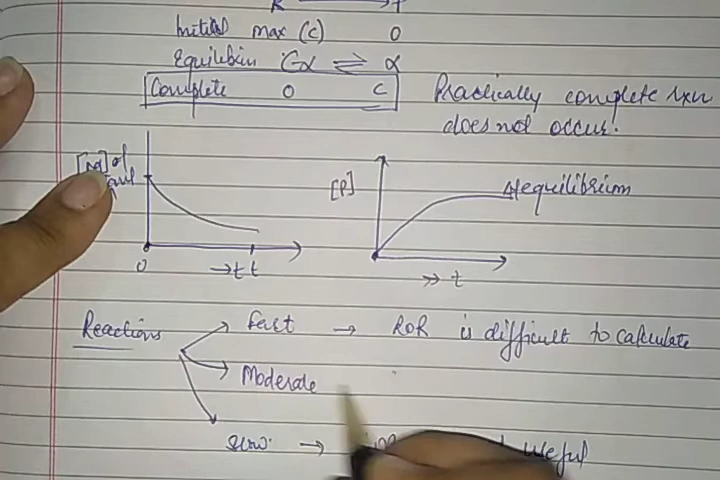 R → P
Initial max (C) 0
Equilibrium C-α ⇌ α
Complete 0 C
Practically complete rxn
does not occur.
of
[P]
equilibrium
0 → t t
→ t
Reactions
Fast → ROR is difficult to calculate
Moderate
Slow. →
useful